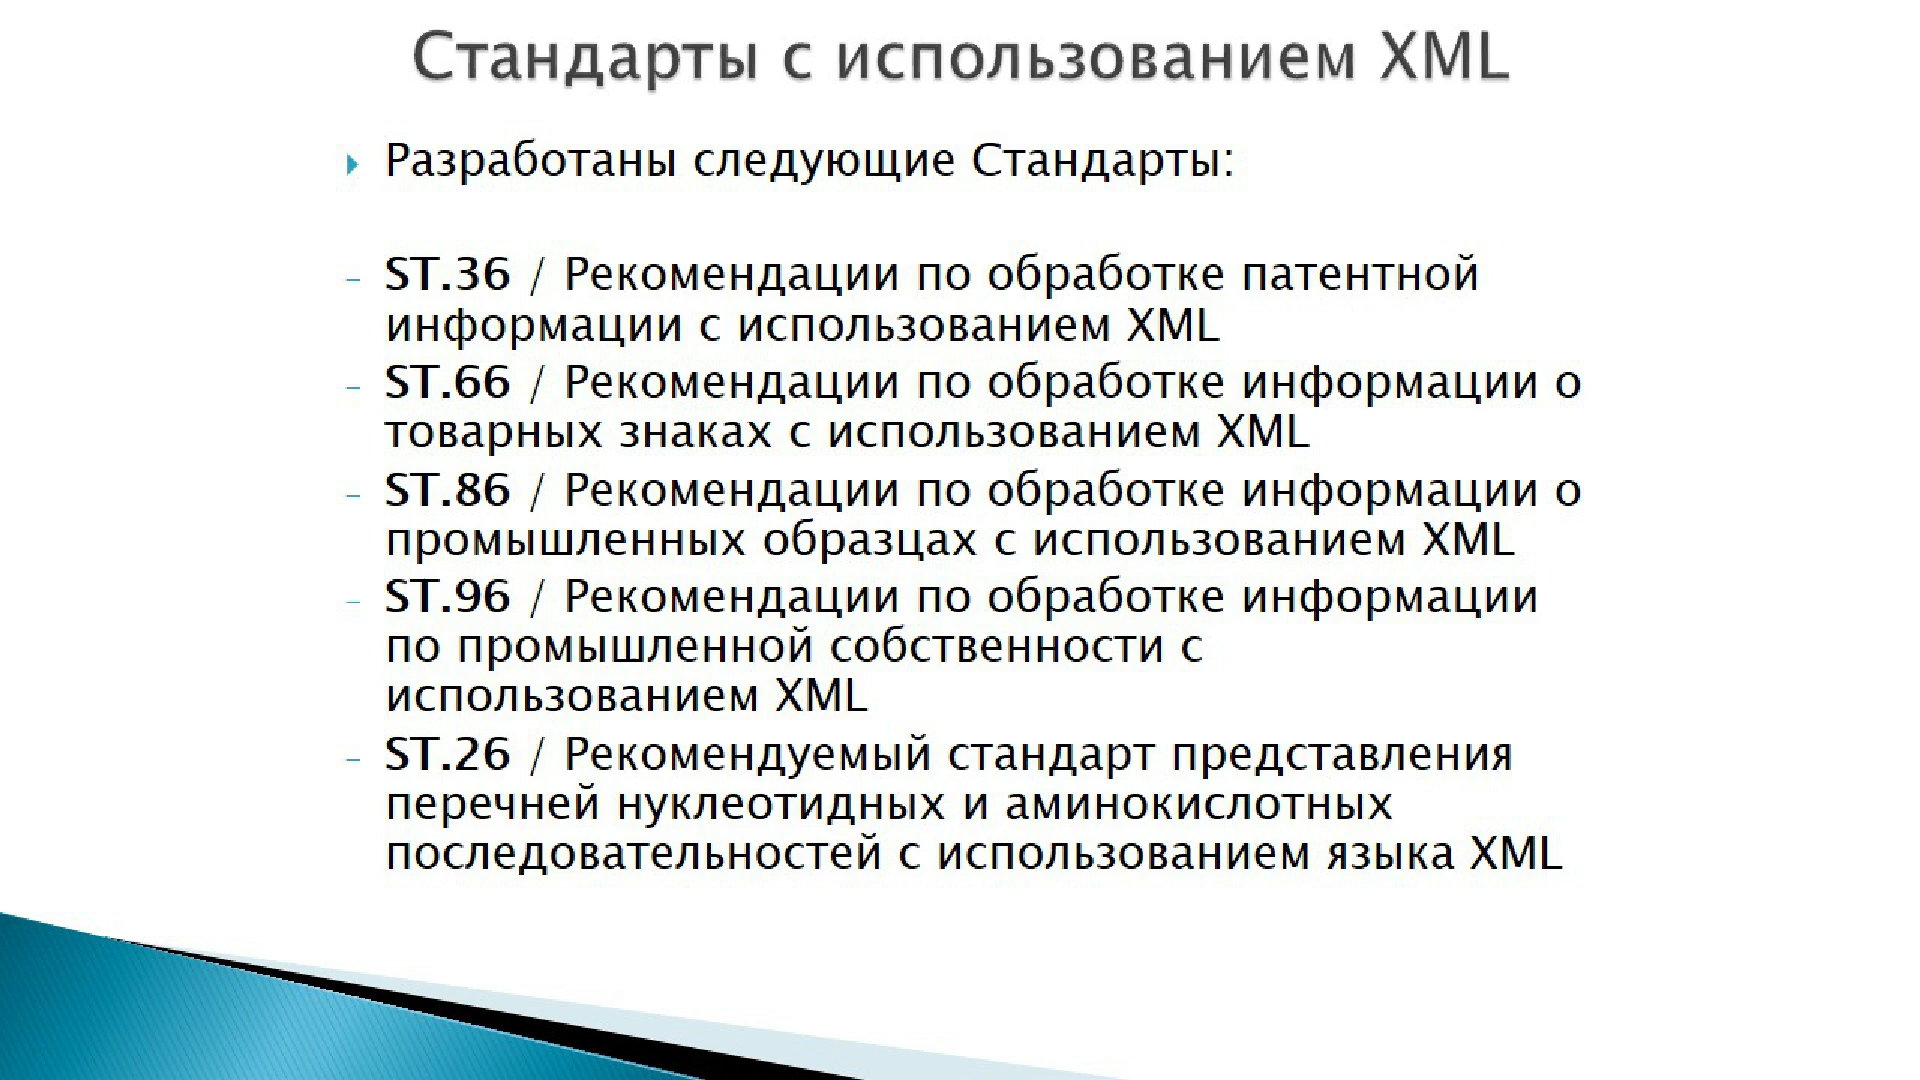 Стандарты с использованием XML
Разработаны следующие Стандарты:
- ST.36 / Рекомендации по обработке патентной
информации с использованием XML
- ST.66 / Рекомендации по обработке информации о
товарных знаках с использованием XML
- ST.86 / Рекомендации по обработке информации о
промышленных образцах с использованием XML
- ST.96 / Рекомендации по обработке информации
по промышленной собственности с
использованием XML
- ST.26 / Рекомендуемый стандарт представления
перечней нуклеотидных и аминокислотных
последовательностей с использованием языка XML